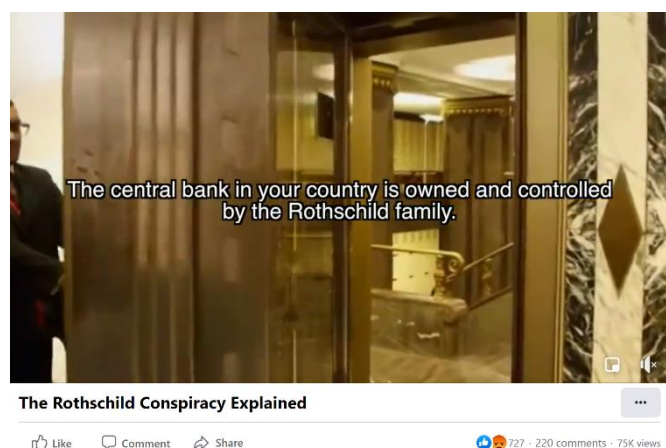 The central bank in your country is owned and controlled
by the Rothschild family.
The Rothschild Conspiracy Explained
Like Comment Share 727 · 220 comments · 75K views